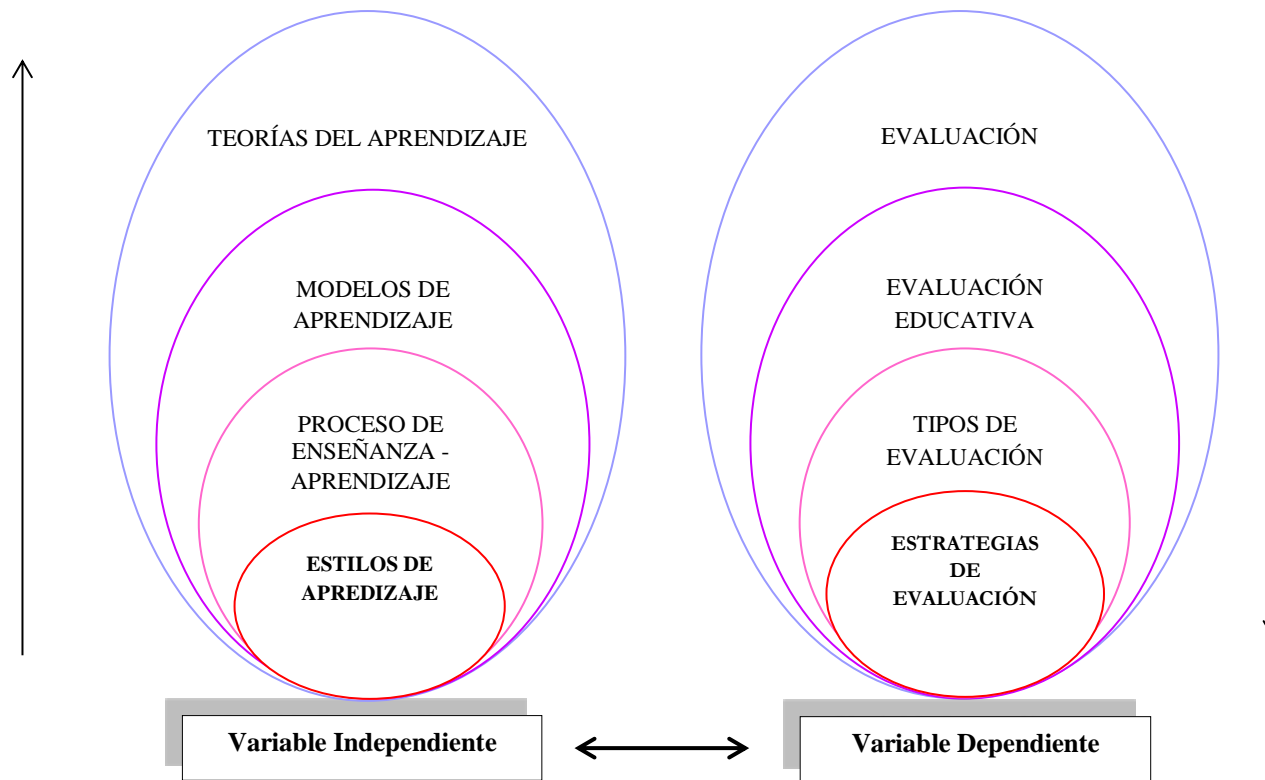 TEORÍAS DEL APRENDIZAJE
MODELOS DE
APRENDIZAJE
PROCESO DE
ENSEÑANZA -
APRENDIZAJE
ESTILOS DE
APREDIZAJE
Variable Independiente
EVALUACIÓN
EVALUACIÓN
EDUCATIVA
TIPOS DE
EVALUACIÓN
ESTRATEGIAS
DE
EVALUACIÓN
Variable Dependiente